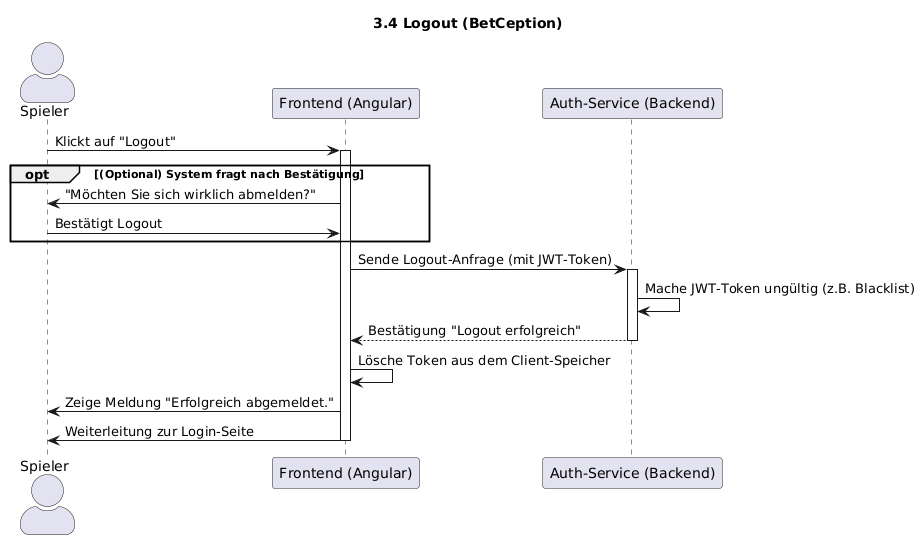 3.4 Logout (BetCeption)
Spieler
Frontend (Angular)
Auth-Service (Backend)
Klickt auf "Logout"
opt
[(Optional) System fragt nach Bestätigung]
"Möchten Sie sich wirklich abmelden?"
Bestätigt Logout
Sende Logout-Anfrage (mit JWT-Token)
Mache JWT-Token ungültig (z.B. Blacklist)
Bestätigung "Logout erfolgreich"
Lösche Token aus dem Client-Speicher
Zeige Meldung "Erfolgreich abgemeldet."
Weiterleitung zur Login-Seite
Spieler
Frontend (Angular)
Auth-Service (Backend)